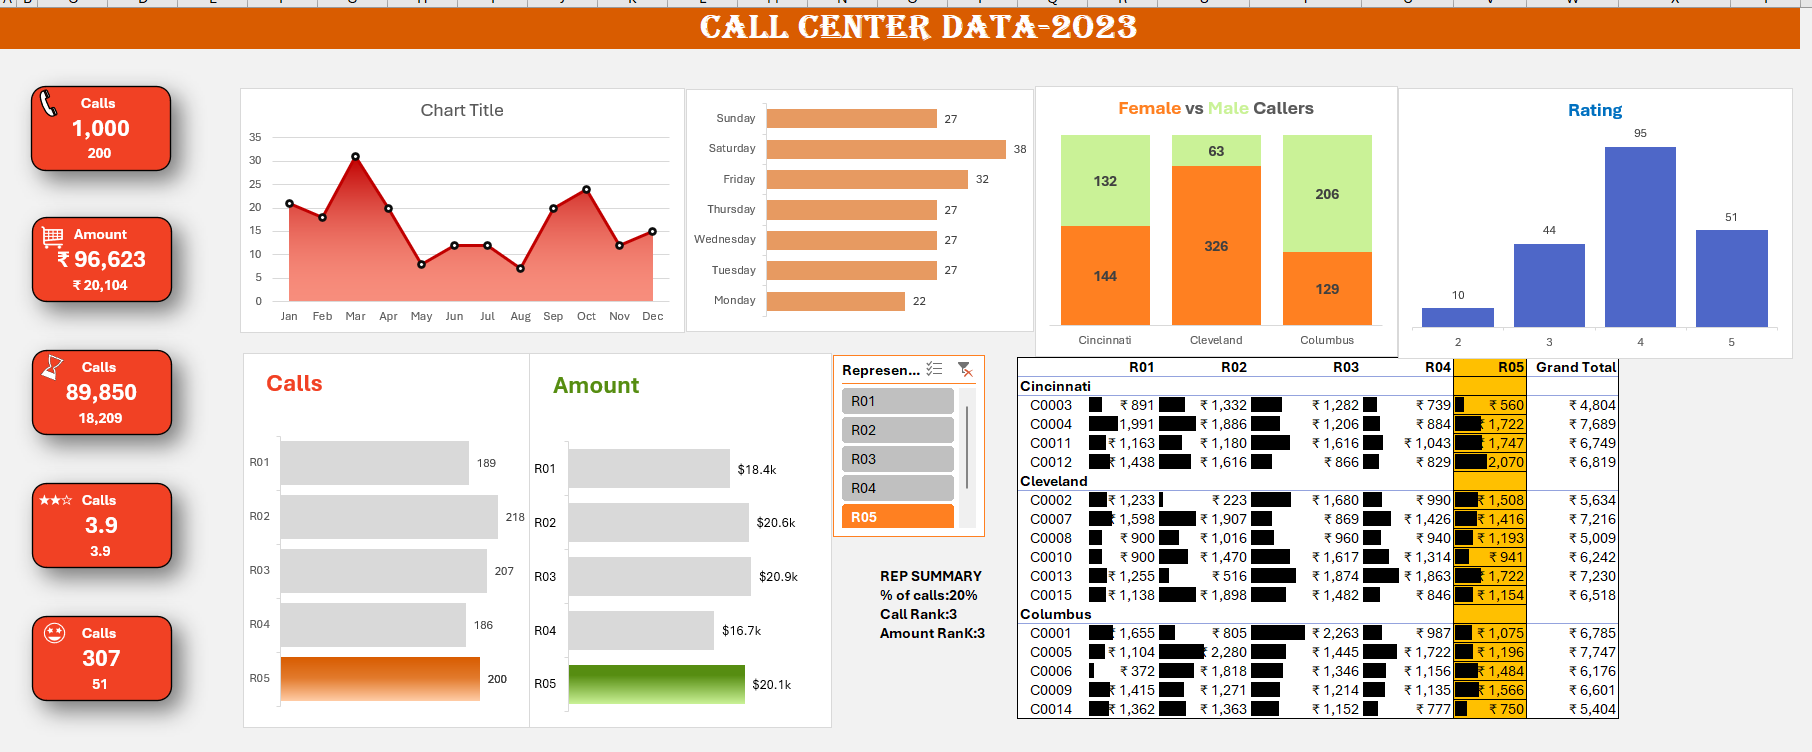 CALL CENTER DATA-2023
Calls
1,000
200
Amount
₹ 96,623
₹ 20,104
Calls
89,850
18,209
Calls
3.9
3.9
Calls
307
51
Chart Title
35
30
25
20
15
10
5
0
Jan Feb Mar Apr May Jun Jul Aug Sep Oct Nov Dec
Sunday 27
Saturday 38
Friday 32
Thursday 27
Wednesday 27
Tuesday 27
Monday 22
Female vs Male Callers
132 63 206
144 326 129
Cincinnati Cleveland Columbus
Rating
10 44 95 51
2 3 4 5
Calls
R01 189
R02 218
R03 207
R04 186
R05 200
Amount
R01 $18.4k
R02 $20.6k
R03 $20.9k
R04 $16.7k
R05 $20.1k
Represen...
R01
R02
R03
R04
R05
REP SUMMARY
% of calls:20%
Call Rank:3
Amount RanK:3
R01 R02 R03 R04 R05 Grand Total
Cincinnati
C0003 ₹ 891 ₹ 1,332 ₹ 1,282 ₹ 739 ₹ 560 ₹ 4,804
C0004 1,991 ₹ 1,886 ₹ 1,206 ₹ 884 ₹ 1,722 ₹ 7,689
C0011 ₹ 1,163 ₹ 1,180 ₹ 1,616 ₹ 1,043 ₹ 1,747 ₹ 6,749
C0012 ₹ 1,438 ₹ 1,616 ₹ 866 ₹ 829 2,070 ₹ 6,819
Cleveland
C0002 ₹ 1,233 ₹ 223 ₹ 1,680 ₹ 990 ₹ 1,508 ₹ 5,634
C0007 ₹ 1,598 ₹ 1,907 ₹ 869 ₹ 1,426 ₹ 1,416 ₹ 7,216
C0008 ₹ 900 ₹ 1,016 ₹ 960 ₹ 940 ₹ 1,193 ₹ 5,009
C0010 ₹ 900 ₹ 1,470 ₹ 1,617 ₹ 1,314 ₹ 941 ₹ 6,242
C0013 ₹ 1,255 ₹ 516 ₹ 1,874 ₹ 1,863 ₹ 1,722 ₹ 7,230
C0015 ₹ 1,138 ₹ 1,898 ₹ 1,482 ₹ 846 ₹ 1,154 ₹ 6,518
Columbus
C0001 ₹ 1,655 ₹ 805 ₹ 2,263 ₹ 987 ₹ 1,075 ₹ 6,785
C0005 ₹ 1,104 ₹ 2,280 ₹ 1,445 ₹ 1,722 ₹ 1,196 ₹ 7,747
C0006 ₹ 372 ₹ 1,818 ₹ 1,346 ₹ 1,156 ₹ 1,484 ₹ 6,176
C0009 ₹ 1,415 ₹ 1,271 ₹ 1,214 ₹ 1,135 ₹ 1,566 ₹ 6,601
C0014 ₹ 1,362 ₹ 1,363 ₹ 1,152 ₹ 777 ₹ 750 ₹ 5,404